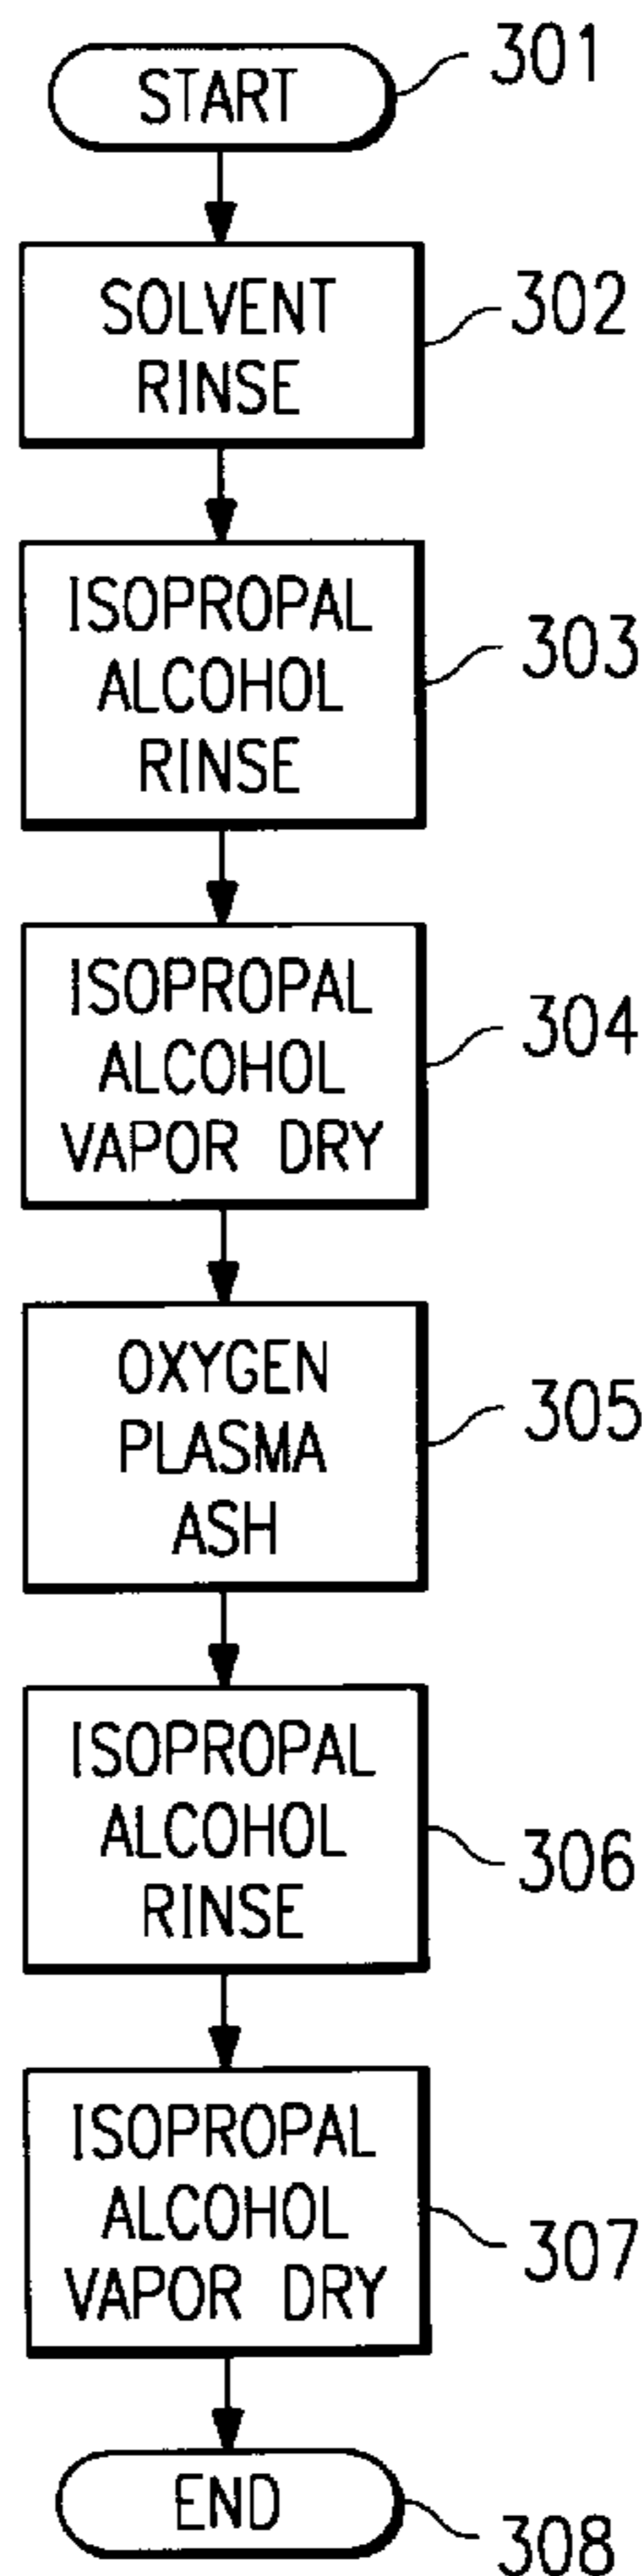 START
301
SOLVENT
RINSE
302
ISOPROPAL
ALCOHOL
RINSE
303
ISOPROPAL
ALCOHOL
VAPOR DRY
304
OXYGEN
PLASMA
ASH
305
ISOPROPAL
ALCOHOL
RINSE
306
ISOPROPAL
ALCOHOL
VAPOR DRY
307
END
308